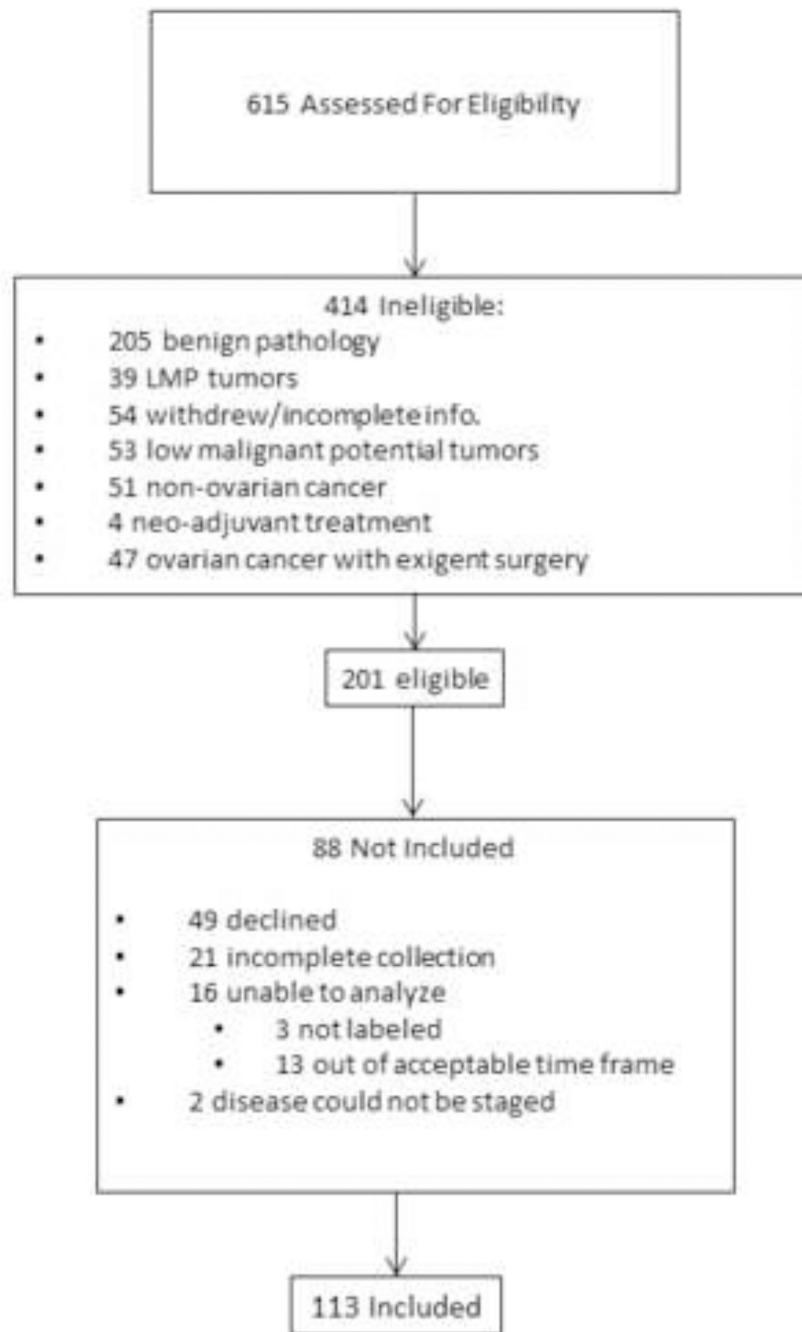 615 Assessed For Eligibility
414 Ineligible:
• 205 benign pathology
• 39 LMP tumors
• 54 withdrew/incomplete info.
• 53 low malignant potential tumors
• 51 non-ovarian cancer
• 4 neo-adjuvant treatment
• 47 ovarian cancer with exigent surgery
201 eligible
88 Not Included
• 49 declined
• 21 incomplete collection
• 16 unable to analyze
• 3 not labeled
• 13 out of acceptable time frame
• 2 disease could not be staged
113 Included